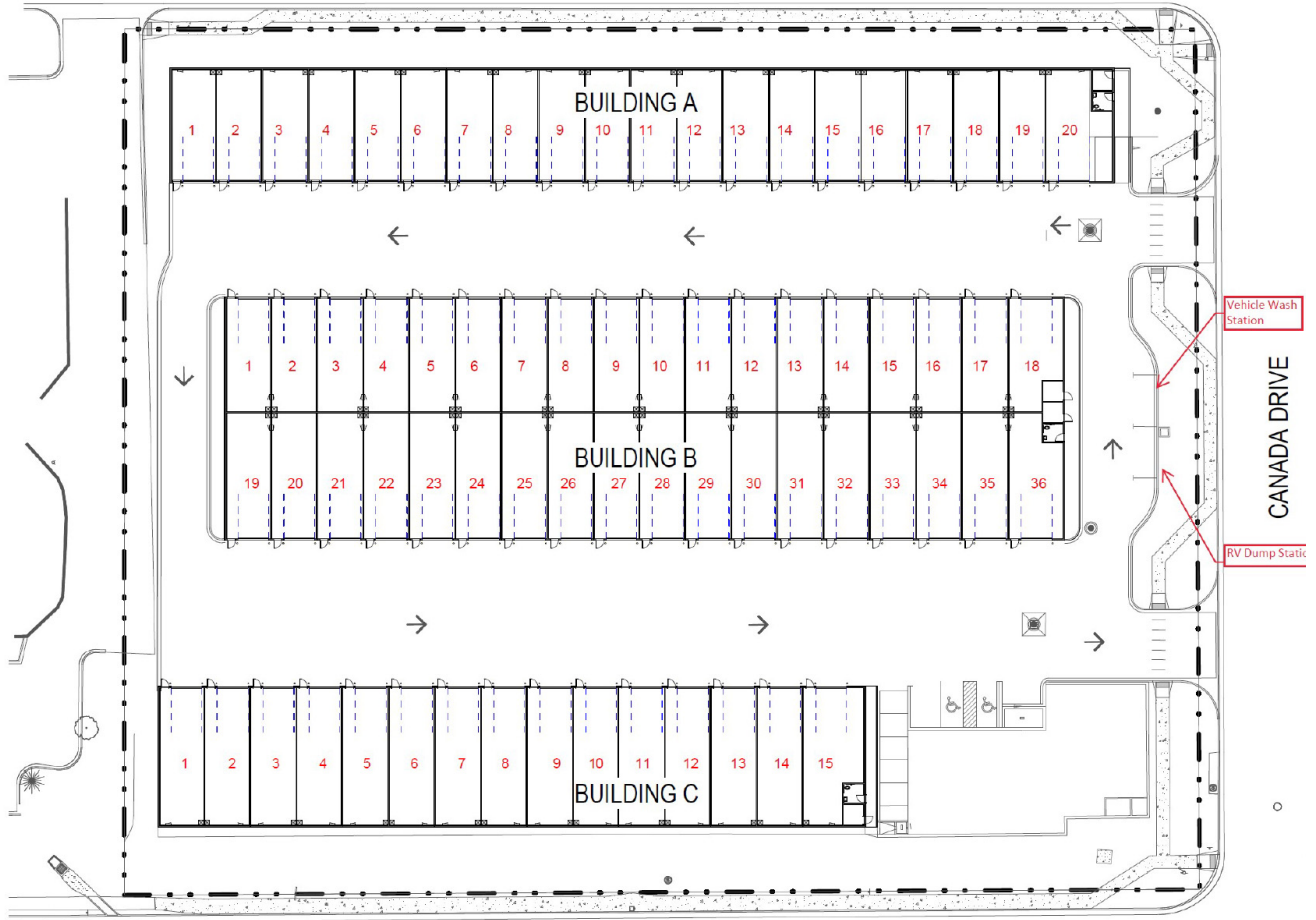 BUILDING A
1 2 3 4 5 6 7 8 9 10 11 12 13 14 15 16 17 18 19 20
Vehicle Wash
Station
1 2 3 4 5 6 7 8 9 10 11 12 13 14 15 16 17 18
CANADA DRIVE
BUILDING B
19 20 21 22 23 24 25 26 27 28 29 30 31 32 33 34 35 36
RV Dump Statio
1 2 3 4 5 6 7 8 9 10 11 12 13 14 15
BUILDING C